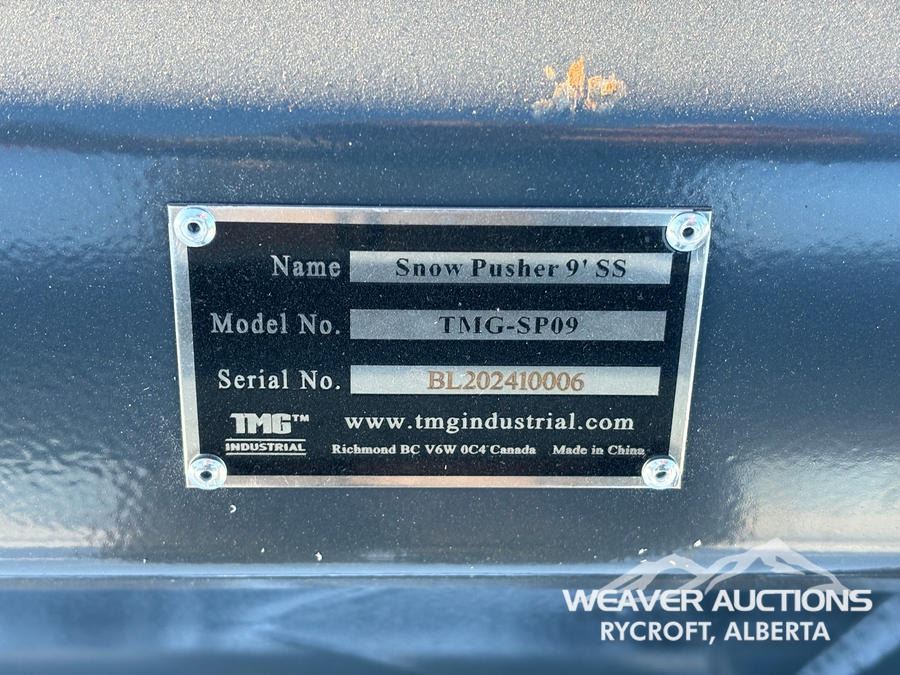 Name Snow Pusher 9' SS
Model No. TMG-SP09
Serial No. BL202410006
TMG™ www.tmgindustrial.com
INDUSTRIAL Richmond BC V6W 0C4 Canada Made in China
WEAVER AUCTIONS
RYCROFT, ALBERTA